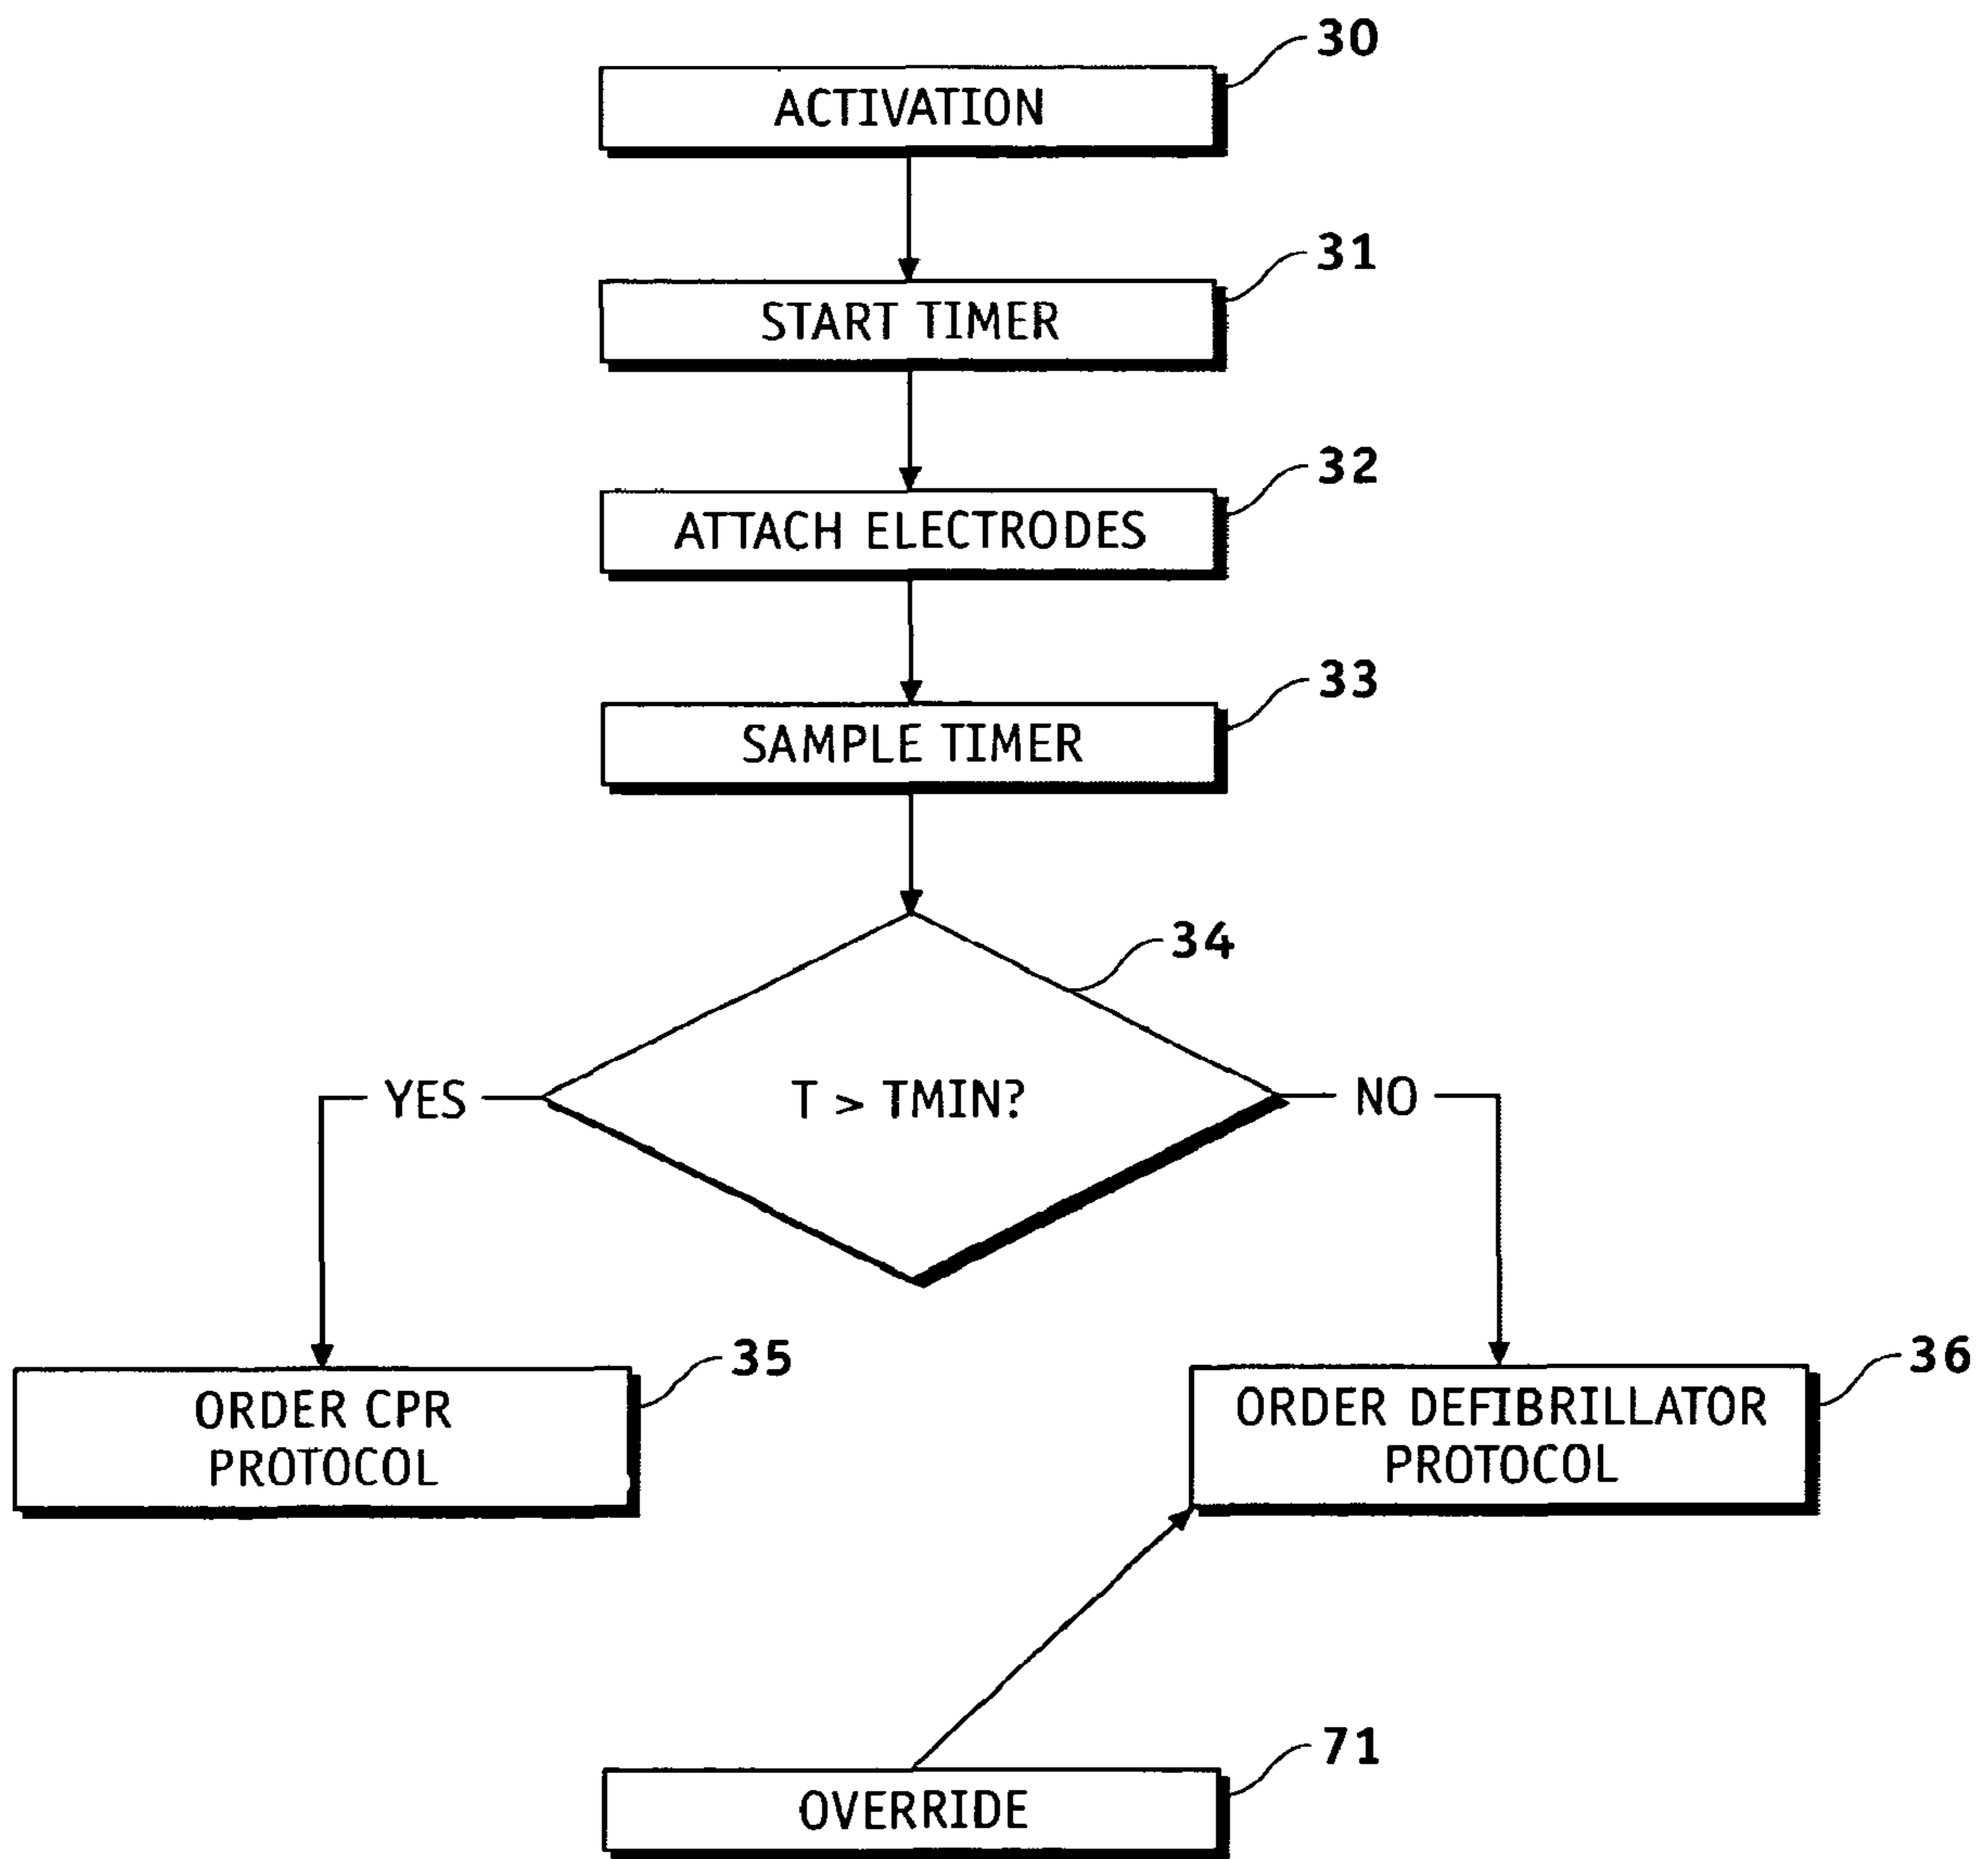 30
ACTIVATION
31
START TIMER
32
ATTACH ELECTRODES
33
SAMPLE TIMER
34
T > TMIN?
YES
NO
35
ORDER CPR
PROTOCOL
36
ORDER DEFIBRILLATOR
PROTOCOL
71
OVERRIDE